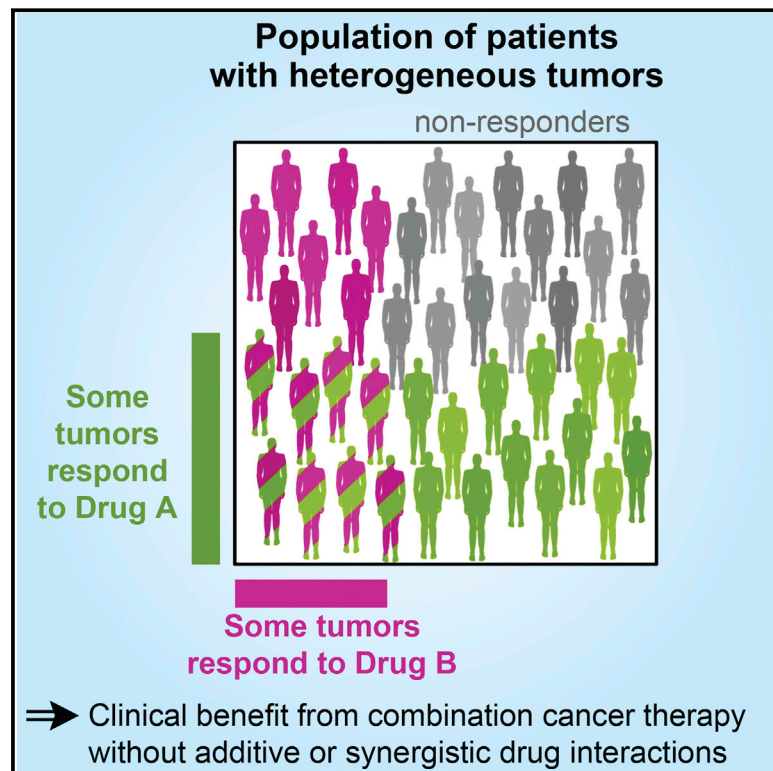 Population of patients
with heterogeneous tumors
non-responders
Some
tumors
respond
to Drug A
Some tumors
respond to Drug B
⇒ Clinical benefit from combination cancer therapy
without additive or synergistic drug interactions